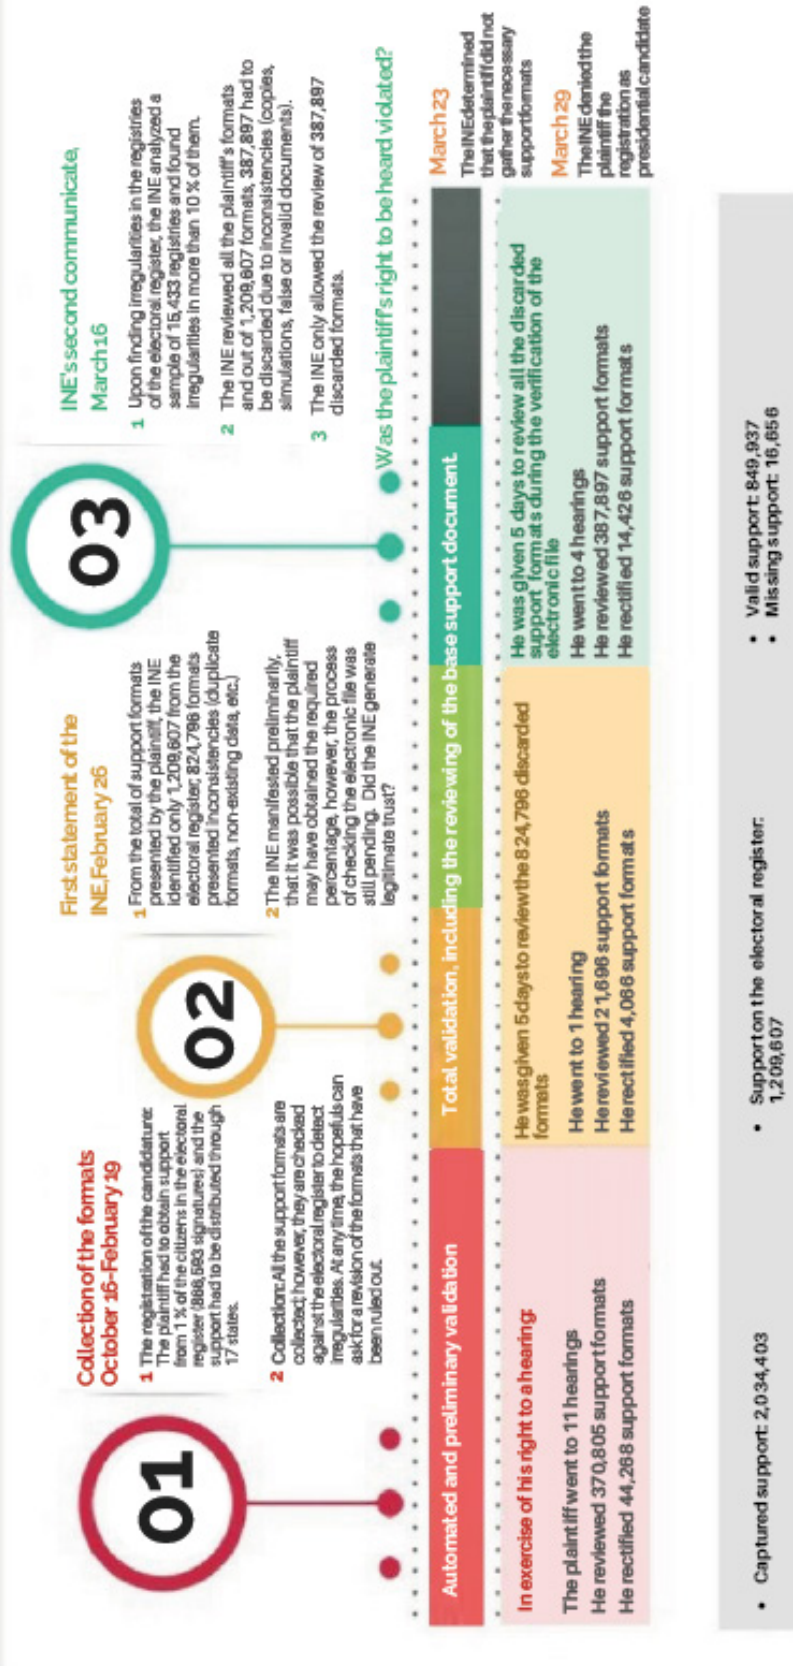 01
Collection of the formats
October 16-February 19
1 The registration of the candidature:
The plaintiff had to obtain support
from 1 % of the citizens in the electoral
register (866,593 signatures) and the
support had to be distributed through
17 states.
2 Collection: All the support formats are
collected; however, they are checked
against the electoral register to detect
irregularities. At any time, the hopefuls can
ask for a revision of the formats that have
been ruled out.
02
First statement of the
INE, February 26
1 From the total of support formats
presented by the plaintiff, the INE
identified only 1,209,607 from the
electoral register; 824,796 formats
presented inconsistencies (duplicate
formats, non-existing data, etc.)
2 The INE manifested preliminarily,
that it was possible that the plaintiff
may have obtained the required
percentage, however, the process
of checking the electronic file was
still pending. Did the INE generate
legitimate trust?
03
INE's second communicate,
March 16
1 Upon finding irregularities in the registries
of the electoral register, the INE analyzed a
sample of 15,433 registries and found
irregularities in more than 10 % of them.
2 The INE reviewed all the plaintiff's formats
and out of 1,209,607 formats, 387,897 had to
be discarded due to inconsistencies (copies,
simulations, false or invalid documents).
3 The INE only allowed the review of 387,897
discarded formats.
Was the plaintiff's right to be heard violated?
Automated and preliminary validation
Total validation, including the reviewing of the base support document
March 23
The INE determined
that the plaintiff did not
gather the necessary
support formats
March 29
The INE denied the
plaintiff the
registration as
presidential candidate
In exercise of his right to a hearing:
The plaintiff went to 11 hearings
He reviewed 370,805 support formats
He rectified 44,268 support formats
He was given 5 days to review the 824,796 discarded
formats
He went to 1 hearing
He reviewed 21,696 support formats
He rectified 4,066 support formats
He was given 5 days to review all the discarded
support formats during the verification of the
electronic file
He went to 4 hearings
He reviewed 387,897 support formats
He rectified 14,426 support formats
• Captured support: 2,034,403
• Support on the electoral register:
1,209,607
• Valid support: 849,937
• Missing support: 16,656